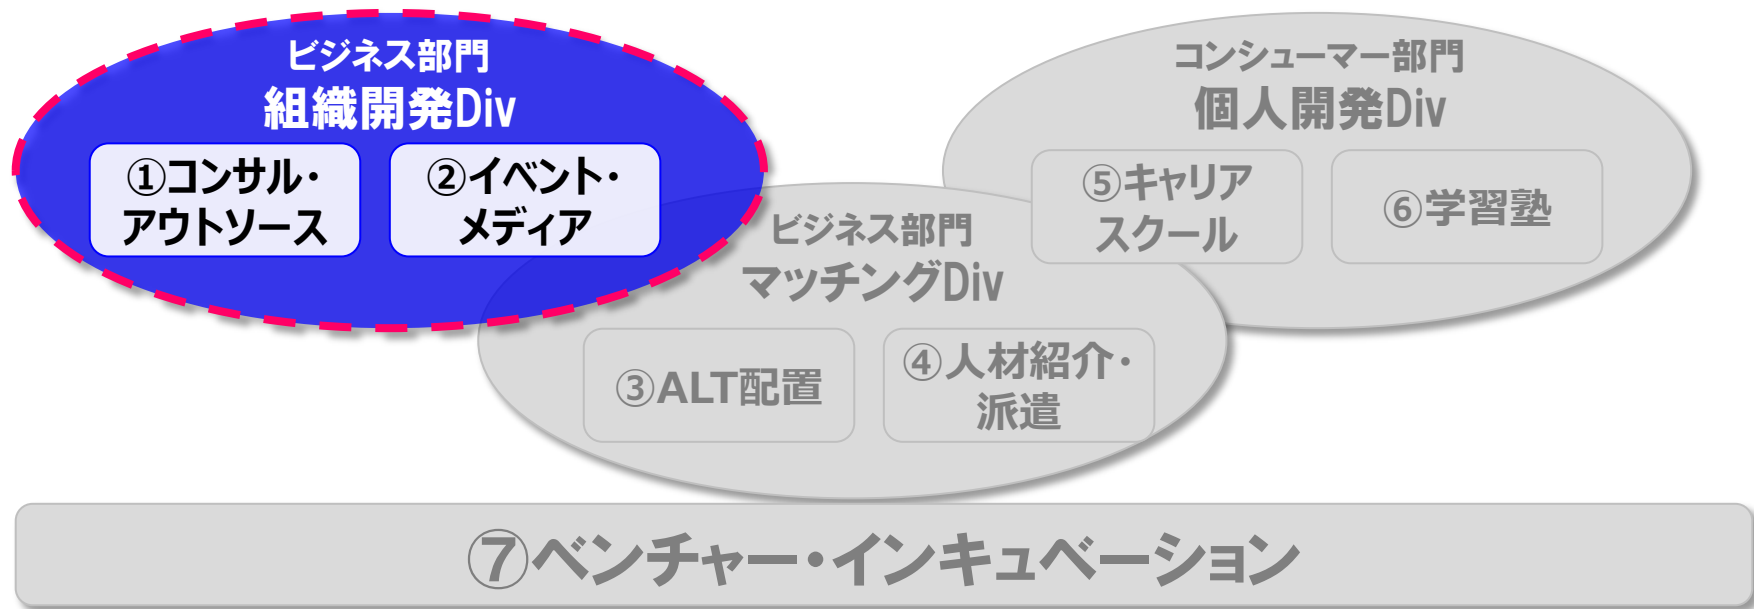 ビジネス部門
組織開発Div
①コンサル・
アウトソース
②イベント・
メディア
ビジネス部門
マッチングDiv
③ALT配置
④人材紹介・
派遣
コンシューマー部門
個人開発Div
⑤キャリア
スクール
⑥学習塾
⑦ベンチャー・インキュベーション